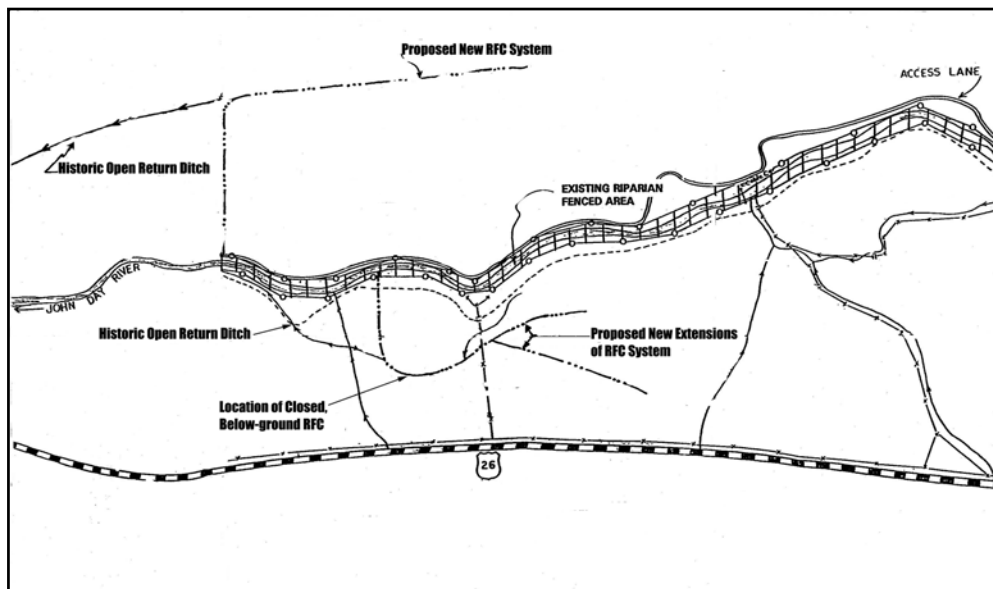 Proposed New RFC System
ACCESS LANE
Historic Open Return Ditch
EXISTING RIPARIAN
FENCED AREA
JOHN DAY RIVER
Historic Open Return Ditch
Proposed New Extensions
of RFC System
Location of Closed,
Below-ground RFC
26